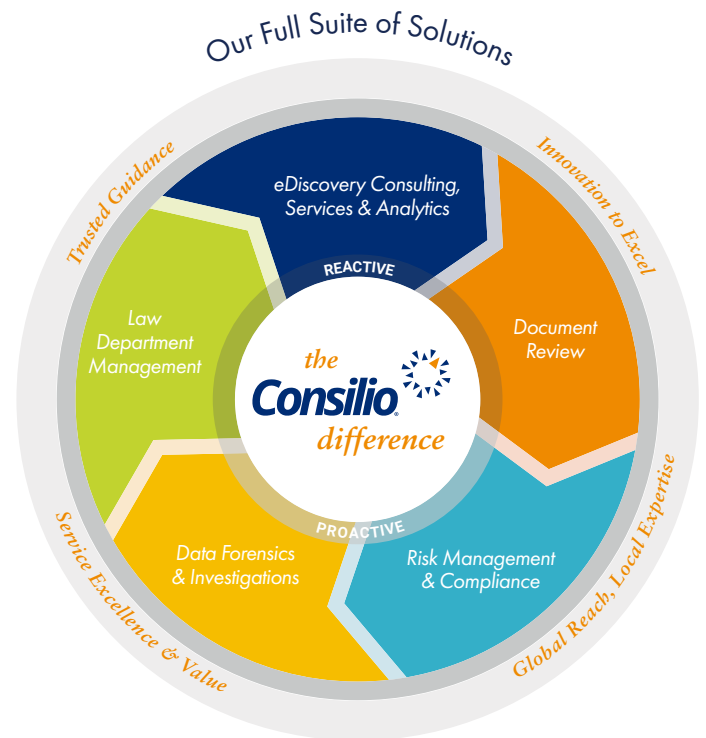 Our Full Suite of Solutions
Trusted Guidance
Innovation to Excel
eDiscovery Consulting,
Services & Analytics
REACTIVE
Law
Department
Management
Document
Review
the
Consilio®
difference
PROACTIVE
Data Forensics
& Investigations
Risk Management
& Compliance
Service Excellence & Value
Global Reach, Local Expertise